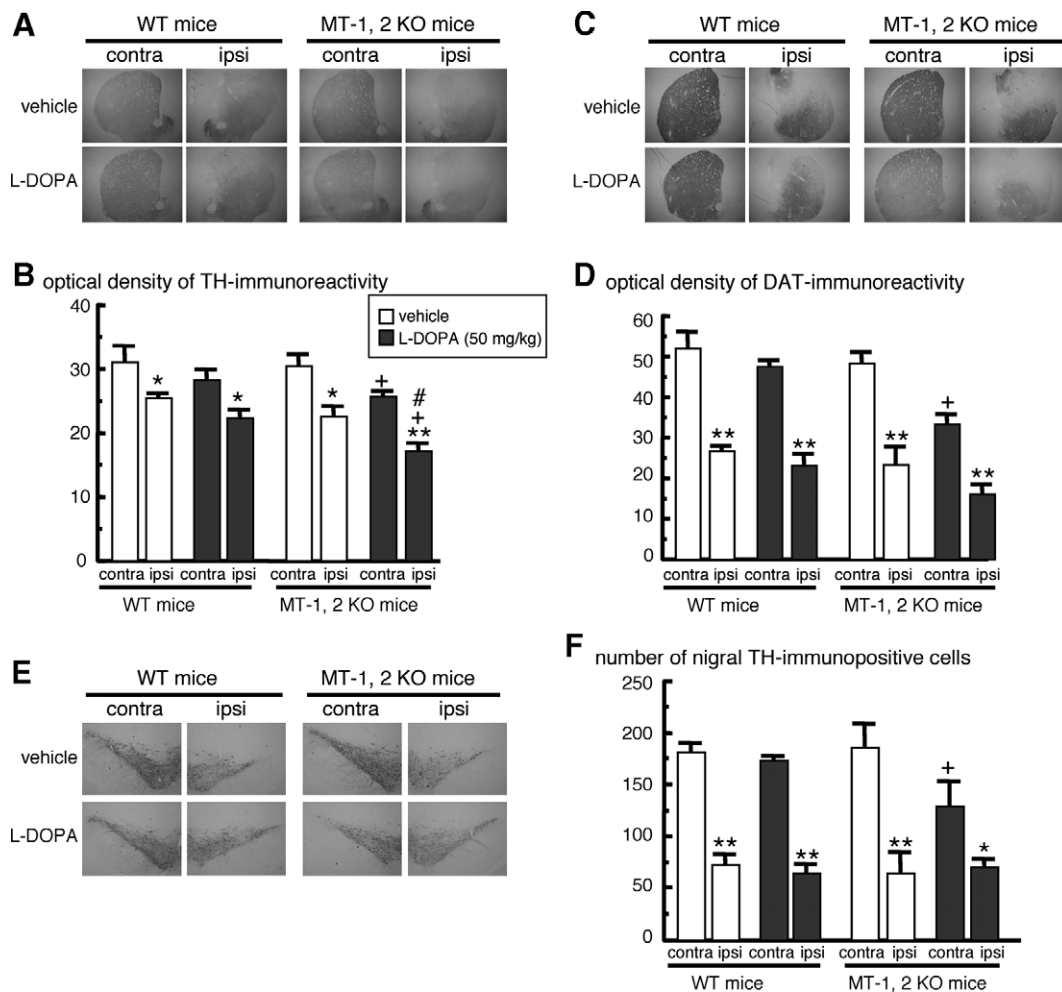 A
WT mice MT-1, 2 KO mice
contra ipsi contra ipsi
vehicle
L-DOPA
C
WT mice MT-1, 2 KO mice
contra ipsi contra ipsi
vehicle
L-DOPA
B optical density of TH-immunoreactivity
vehicle
L-DOPA (50 mg/kg)
40
30
20
10
0
* * * + # + **
contra ipsi contra ipsi contra ipsi contra ipsi
WT mice MT-1, 2 KO mice
D optical density of DAT-immunoreactivity
60
50
40
30
20
10
0
** ** ** + **
contra ipsi contra ipsi contra ipsi contra ipsi
WT mice MT-1, 2 KO mice
E
WT mice MT-1, 2 KO mice
contra ipsi contra ipsi
vehicle
L-DOPA
F number of nigral TH-immunopositive cells
250
200
150
100
50
0
** ** ** + *
contra ipsi contra ipsi contra ipsi contra ipsi
WT mice MT-1, 2 KO mice